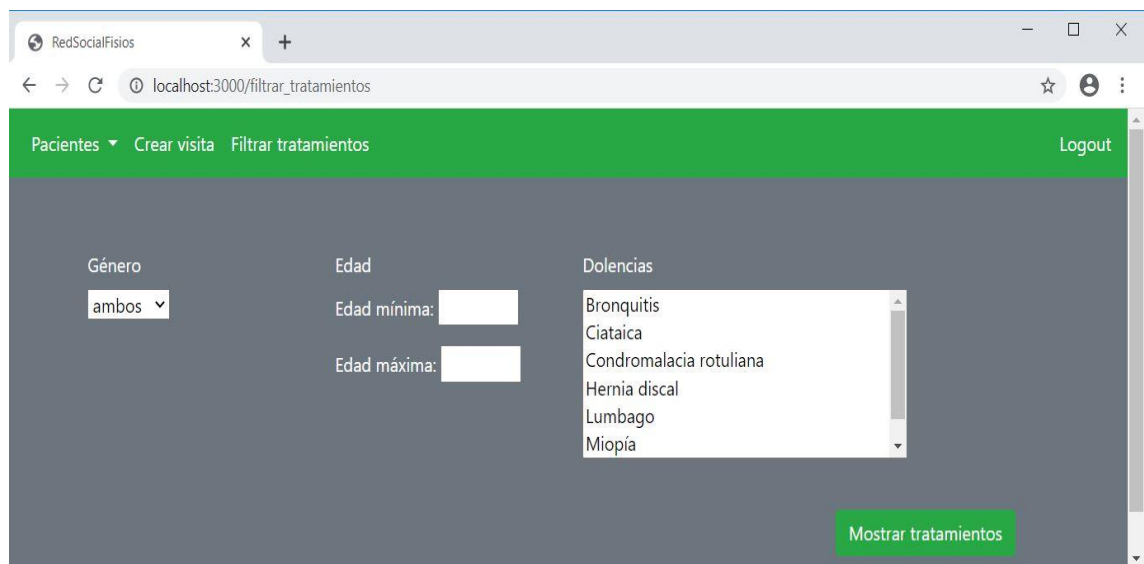 RedSocialFisios
localhost:3000/filtrar_tratamientos
Pacientes Crear visita Filtrar tratamientos Logout
Género Edad Dolencias
ambos Edad mínima: Bronquitis
Ciataica
Edad máxima: Condromalacia rotuliana
Hernia discal
Lumbago
Miopía
Mostrar tratamientos